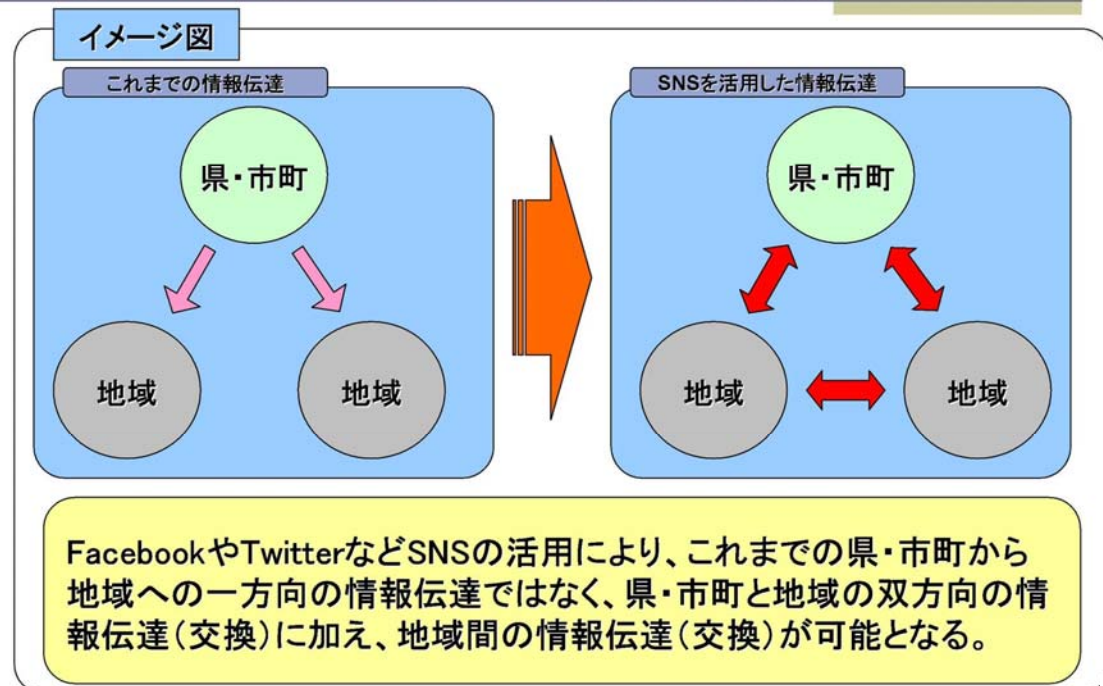 イメージ図
これまでの情報伝達
県・市町
地域
地域
SNSを活用した情報伝達
県・市町
地域
地域
FacebookやTwitterなどSNSの活用により、これまでの県・市町から
地域への一方向の情報伝達ではなく、県・市町と地域の双方向の情
報伝達（交換）に加え、地域間の情報伝達（交換）が可能となる。